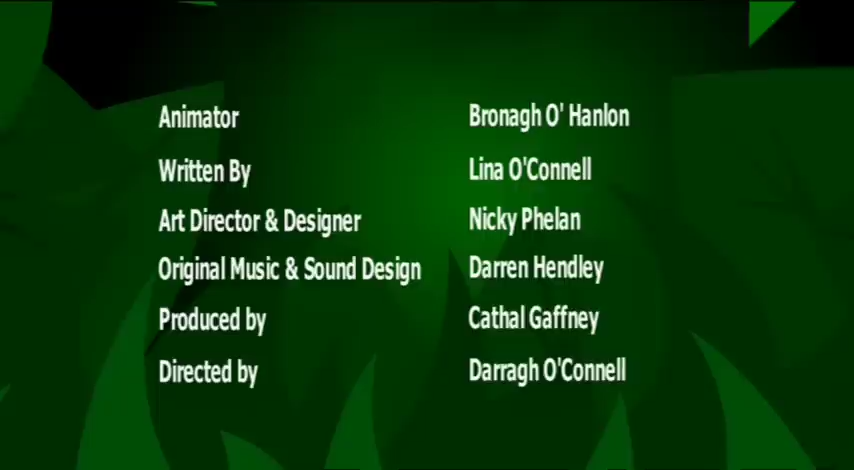 Animator Bronagh O' Hanlon
Written By Lina O'Connell
Art Director & Designer Nicky Phelan
Original Music & Sound Design Darren Hendley
Produced by Cathal Gaffney
Directed by Darragh O'Connell